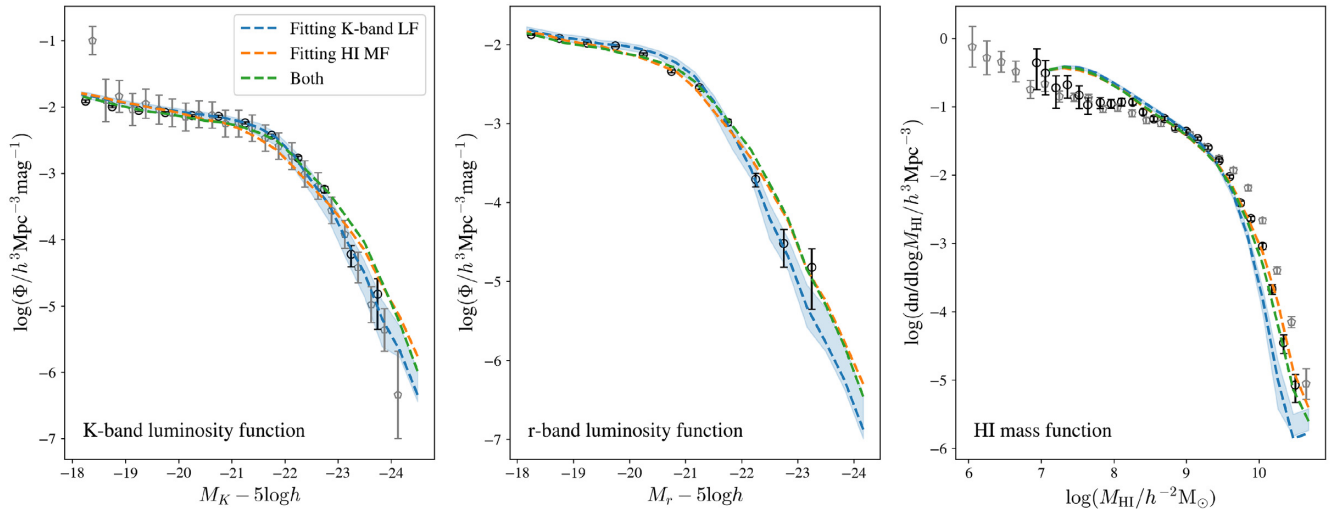 Fitting K-band LF
Fitting HI MF
Both
log(Φ/h³Mpc⁻³mag⁻¹)
−1
−2
−3
−4
−5
−6
−7
K-band luminosity function
−18 −19 −20 −21 −22 −23 −24
M_K − 5logh
log(Φ/h³Mpc⁻³mag⁻¹)
−2
−3
−4
−5
−6
−7
r-band luminosity function
−18 −19 −20 −21 −22 −23 −24
M_r − 5logh
log(dn/dlogM_HI/h³Mpc⁻³)
0
−1
−2
−3
−4
−5
−6
HI mass function
6 7 8 9 10
log(M_HI/h⁻²M_⊙)